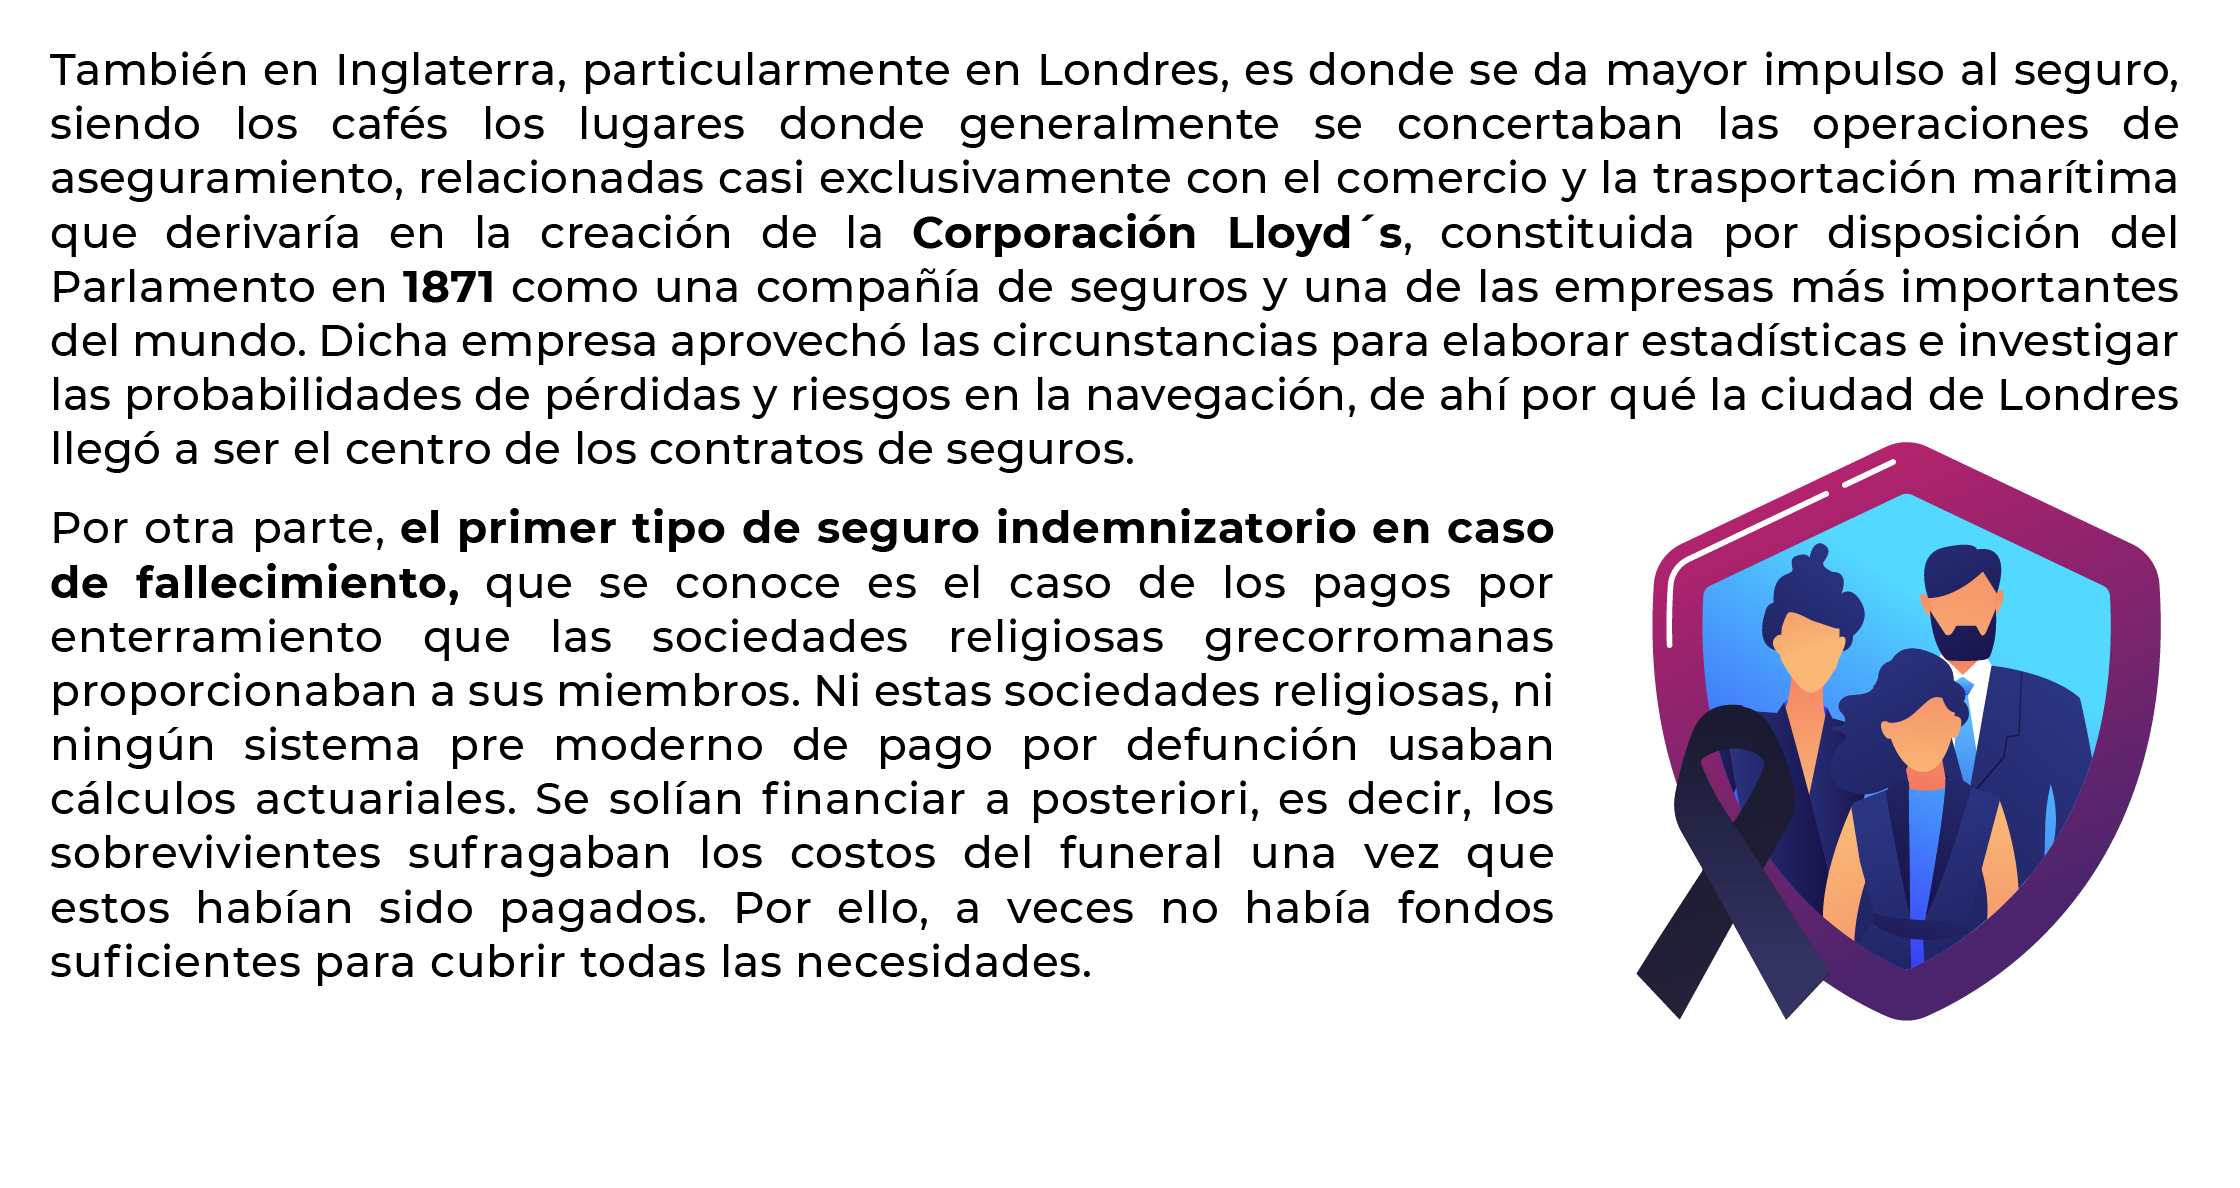 También en Inglaterra, particularmente en Londres, es donde se da mayor impulso al seguro,
siendo los cafés los lugares donde generalmente se concertaban las operaciones de
aseguramiento, relacionadas casi exclusivamente con el comercio y la trasportación marítima
que derivaría en la creación de la Corporación Lloyd´s, constituida por disposición del
Parlamento en 1871 como una compañía de seguros y una de las empresas más importantes
del mundo. Dicha empresa aprovechó las circunstancias para elaborar estadísticas e investigar
las probabilidades de pérdidas y riesgos en la navegación, de ahí por qué la ciudad de Londres
llegó a ser el centro de los contratos de seguros.
Por otra parte, el primer tipo de seguro indemnizatorio en caso
de fallecimiento, que se conoce es el caso de los pagos por
enterramiento que las sociedades religiosas grecorromanas
proporcionaban a sus miembros. Ni estas sociedades religiosas, ni
ningún sistema pre moderno de pago por defunción usaban
cálculos actuariales. Se solían financiar a posteriori, es decir, los
sobrevivientes sufragaban los costos del funeral una vez que
estos habían sido pagados. Por ello, a veces no había fondos
suficientes para cubrir todas las necesidades.